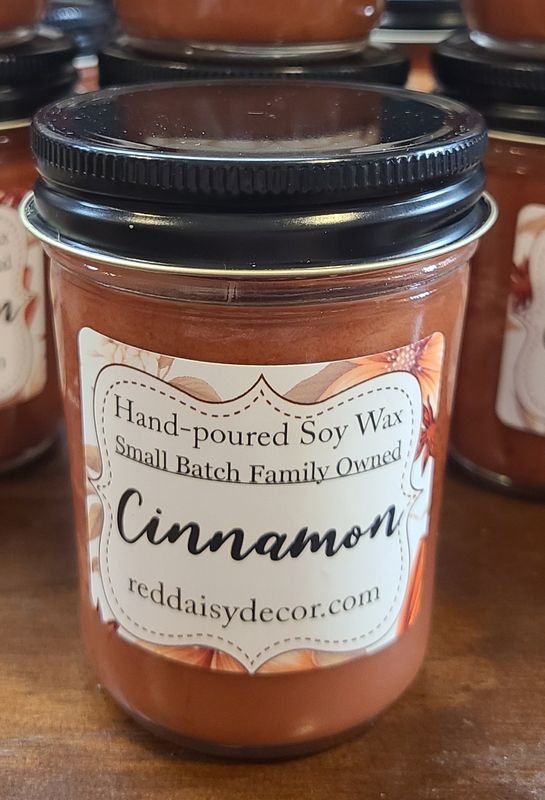 Hand-poured Soy Wax
Small Batch Family Owned
Cinnamon
reddaisydecor.com